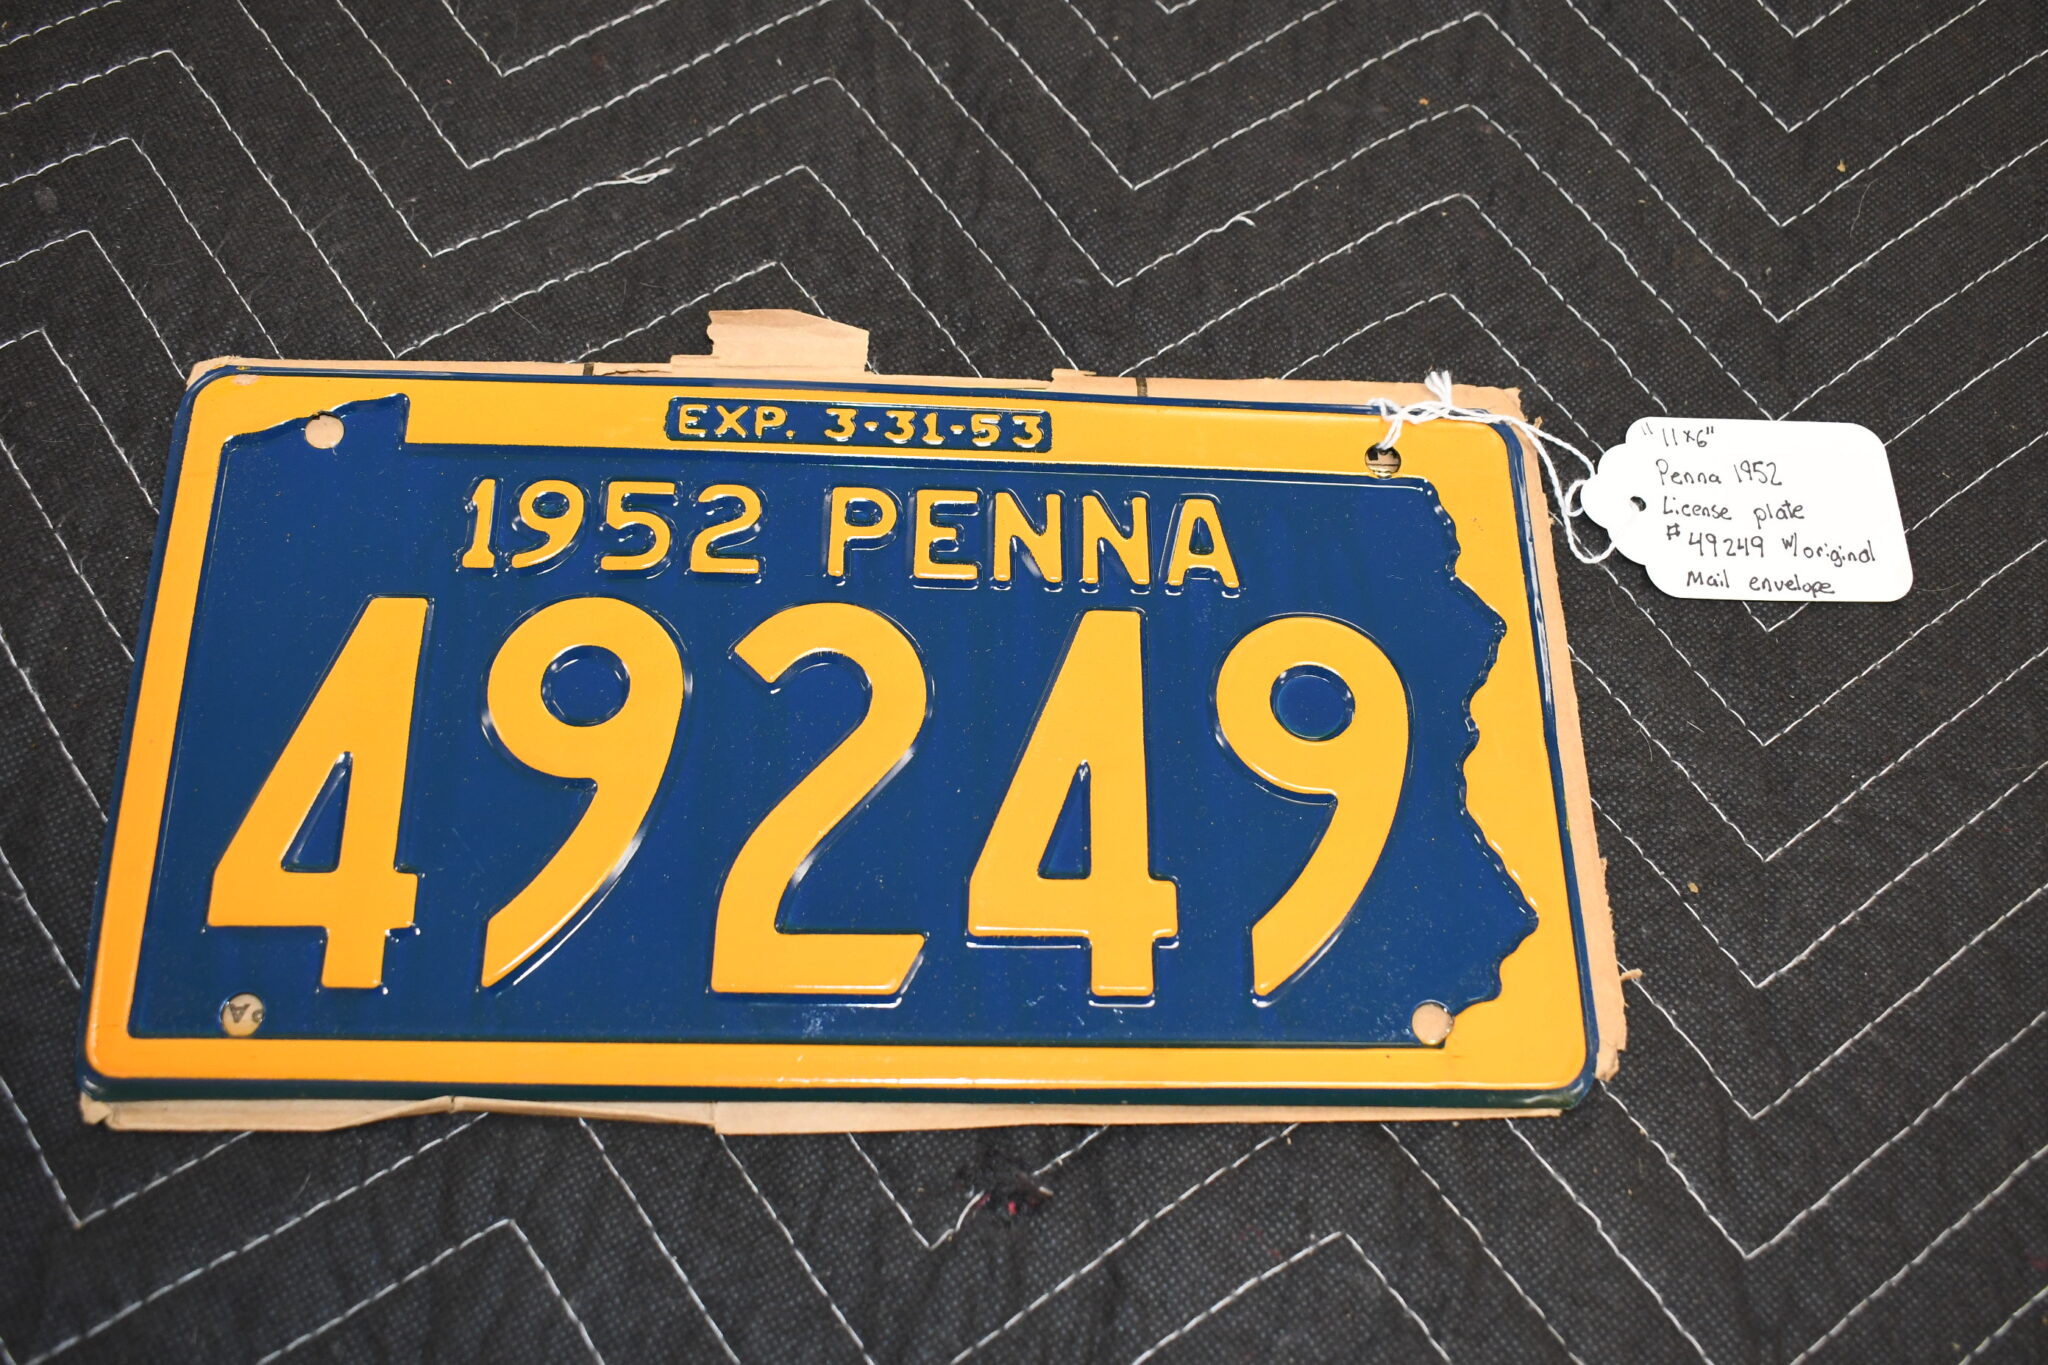 EXP. 3-31-53
1952 PENNA
49249
" 11x6"
Penna 1952
License plate
# 49249 w/ original
Mail envelope